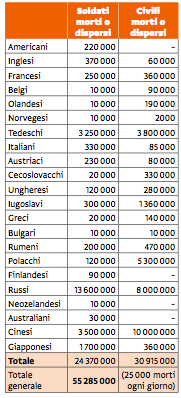 Soldati morti o dispersi Civili morti o dispersi
Americani 220 000 –
Inglesi 370 000 60 000
Francesi 250 000 360 000
Belgi 10 000 90 000
Olandesi 10 000 190 000
Norvegesi 10 000 2000
Tedeschi 3 250 000 3 800 000
Italiani 330 000 85 000
Austriaci 230 000 80 000
Cecoslovacchi 20 000 330 000
Ungheresi 120 000 280 000
Iugoslavi 300 000 1 360 000
Greci 20 000 140 000
Bulgari 10 000 10 000
Rumeni 200 000 470 000
Polacchi 120 000 5 300 000
Finlandesi 90 000 –
Russi 13 600 000 8 000 000
Neozelandesi 10 000 –
Australiani 30 000 –
Cinesi 3 500 000 10 000 000
Giapponesi 1 700 000 360 000
Totale 24 370 000 30 915 000
Totale generale 55 285 000 (25 000 morti ogni giorno)